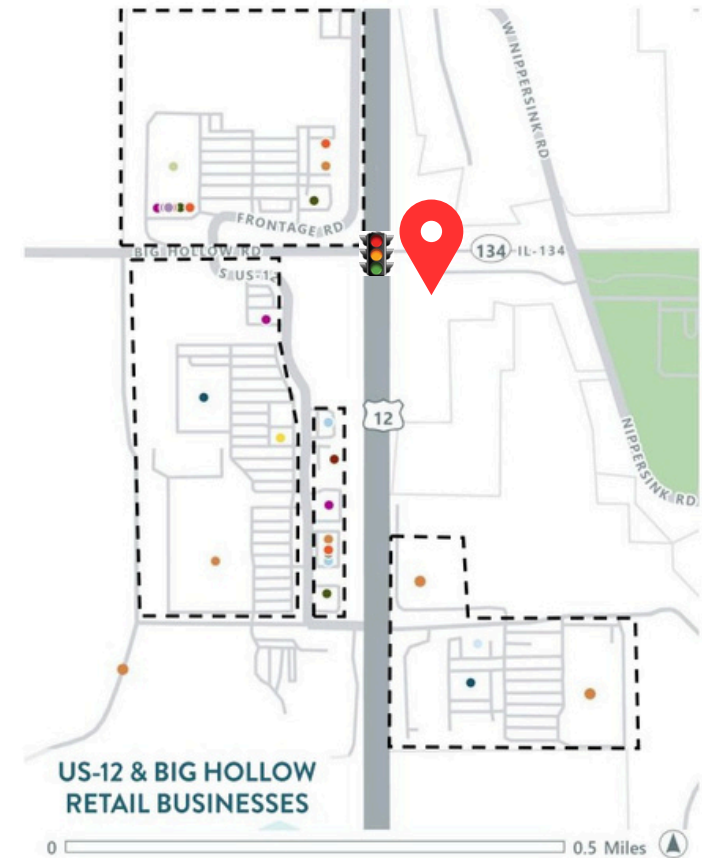 W NIPPERSINK RD
FRONTAGE RD
BIG HOLLOW RD
134 IL-134
S US-12
12
NIPPERSINK RD
US-12 & BIG HOLLOW
RETAIL BUSINESSES
0 0.5 Miles